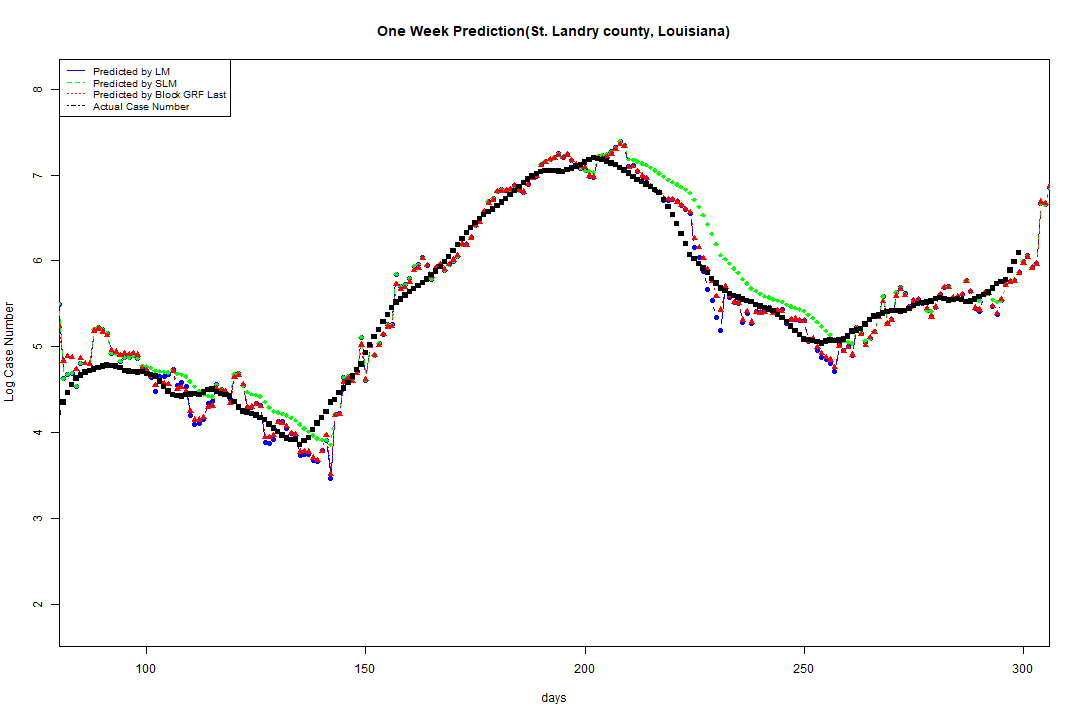 One Week Prediction(St. Landry county, Louisiana)
Predicted by LM
Predicted by SLM
Predicted by Block GRF Last
Actual Case Number
8
7
6
5
4
3
2
Log Case Number
100 150 200 250 300
days